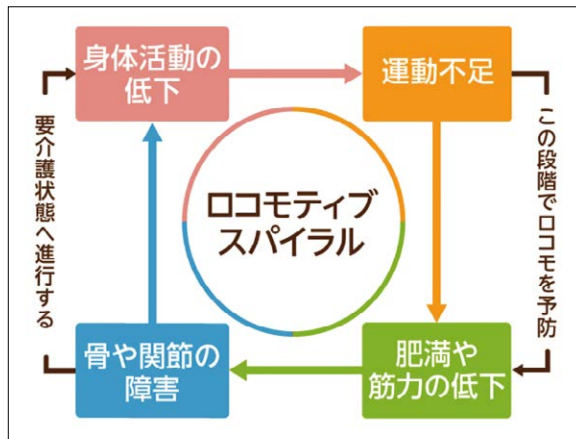 身体活動の
低下
運動不足
ロコモティブ
スパイラル
骨や関節の
障害
肥満や
筋力の低下
要介護状態へ進行する
この段階でロコモを予防